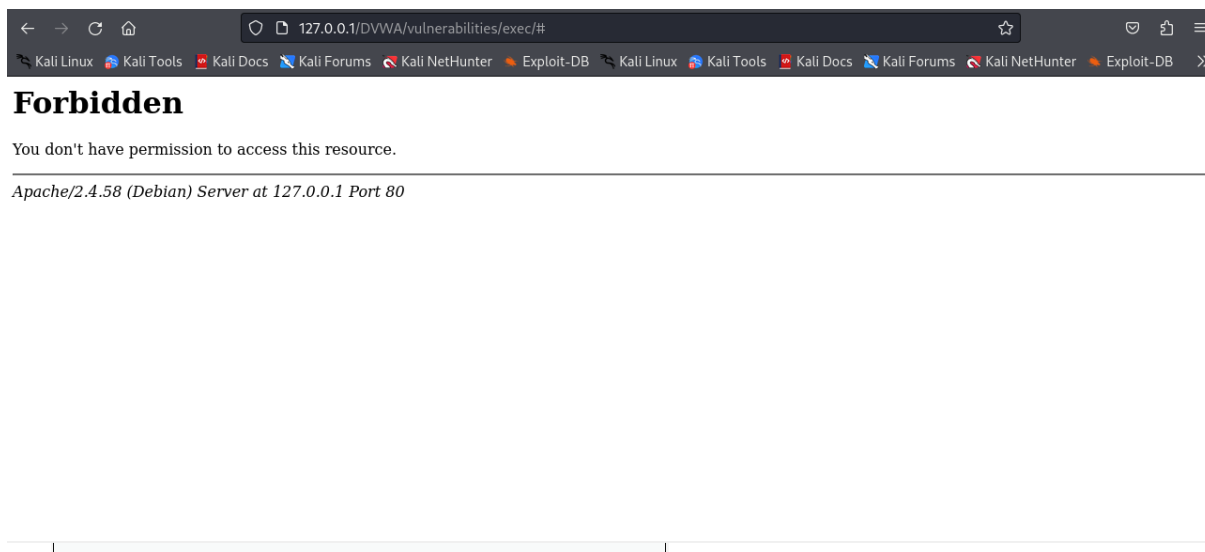 127.0.0.1/DVWA/vulnerabilities/exec/#
Kali Linux Kali Tools Kali Docs Kali Forums Kali NetHunter Exploit-DB Kali Linux Kali Tools Kali Docs Kali Forums Kali NetHunter Exploit-DB
Forbidden
You don't have permission to access this resource.
Apache/2.4.58 (Debian) Server at 127.0.0.1 Port 80